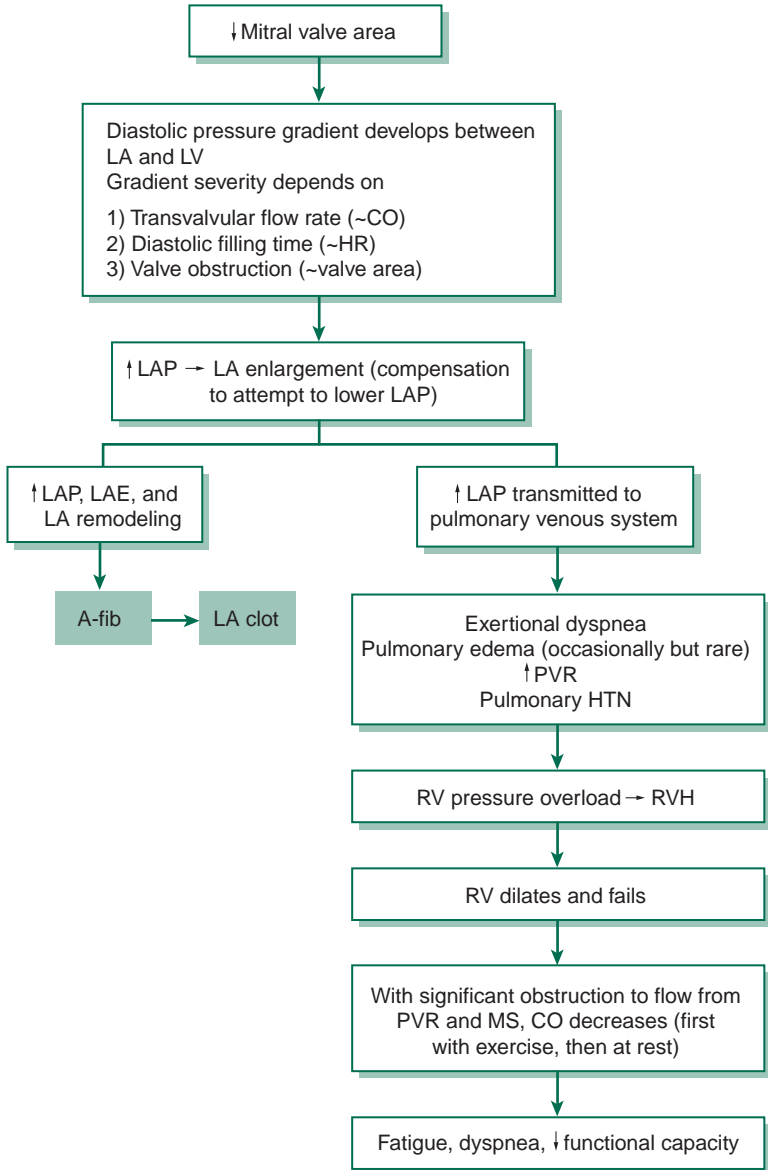 ↓Mitral valve area
Diastolic pressure gradient develops between
LA and LV
Gradient severity depends on
1) Transvalvular flow rate (~CO)
2) Diastolic filling time (~HR)
3) Valve obstruction (~valve area)
↑LAP → LA enlargement (compensation
to attempt to lower LAP)
↑LAP, LAE, and
LA remodeling
A-fib
LA clot
↑LAP transmitted to
pulmonary venous system
Exertional dyspnea
Pulmonary edema (occasionally but rare)
↑PVR
Pulmonary HTN
RV pressure overload → RVH
RV dilates and fails
With significant obstruction to flow from
PVR and MS, CO decreases (first
with exercise, then at rest)
Fatigue, dyspnea, ↓functional capacity